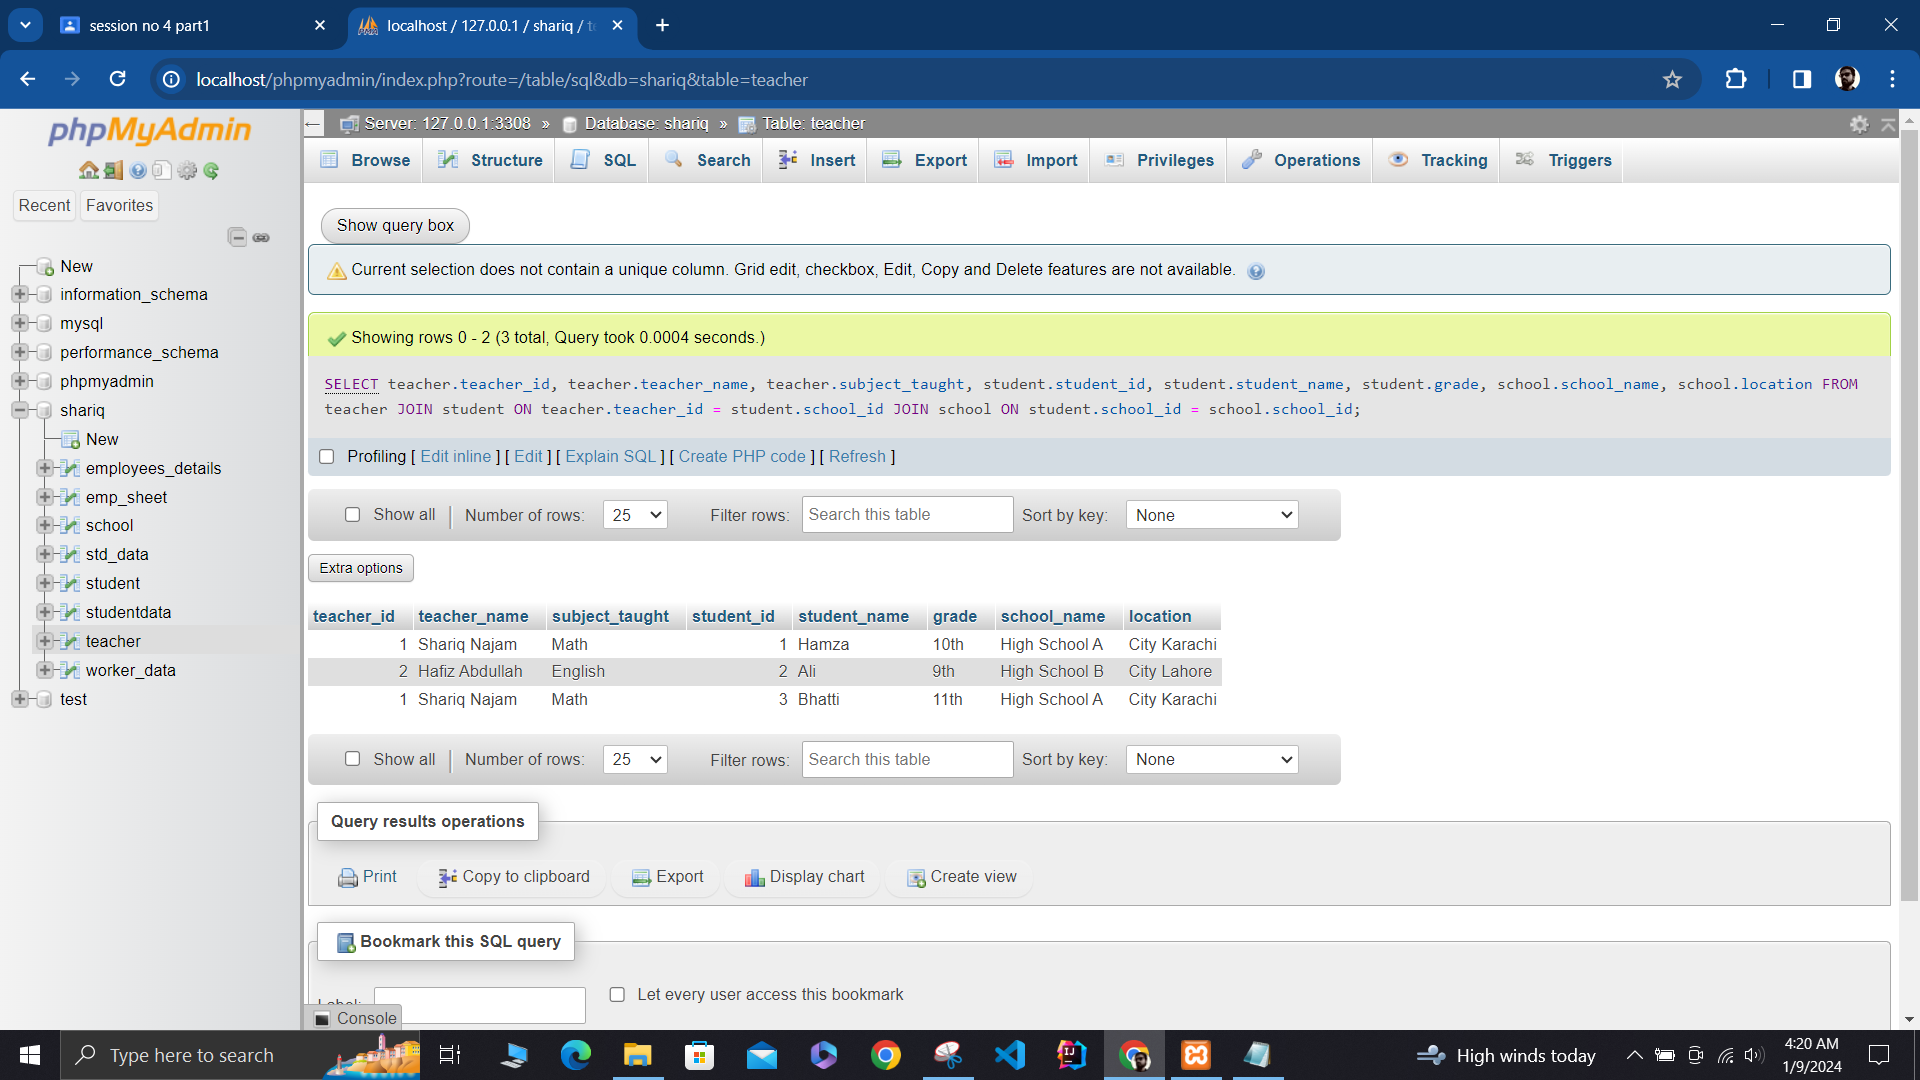 session no 4 part1
localhost / 127.0.0.1 / shariq / t
localhost/phpmyadmin/index.php?route=/table/sql&db=shariq&table=teacher
phpMyAdmin
Recent
Favorites
New
information_schema
mysql
performance_schema
phpmyadmin
shariq
New
employees_details
emp_sheet
school
std_data
student
studentdata
teacher
worker_data
test
Server: 127.0.0.1:3308 » Database: shariq » Table: teacher
Browse Structure SQL Search Insert Export Import Privileges Operations Tracking Triggers
Show query box
Current selection does not contain a unique column. Grid edit, checkbox, Edit, Copy and Delete features are not available.
Showing rows 0 - 2 (3 total, Query took 0.0004 seconds.)
SELECT teacher.teacher_id, teacher.teacher_name, teacher.subject_taught, student.student_id, student.student_name, student.grade, school.school_name, school.location FROM
teacher JOIN student ON teacher.teacher_id = student.school_id JOIN school ON student.school_id = school.school_id;
Profiling [ Edit inline ] [ Edit ] [ Explain SQL ] [ Create PHP code ] [ Refresh ]
Show all | Number of rows: 25 Filter rows: Search this table Sort by key: None
Extra options
teacher_id teacher_name subject_taught student_id student_name grade school_name location
1 Shariq Najam Math 1 Hamza 10th High School A City Karachi
2 Hafiz Abdullah English 2 Ali 9th High School B City Lahore
1 Shariq Najam Math 3 Bhatti 11th High School A City Karachi
Show all | Number of rows: 25 Filter rows: Search this table Sort by key: None
Query results operations
Print Copy to clipboard Export Display chart Create view
Bookmark this SQL query
Label: Let every user access this bookmark
Console
Type here to search
High winds today
4:20 AM
1/9/2024